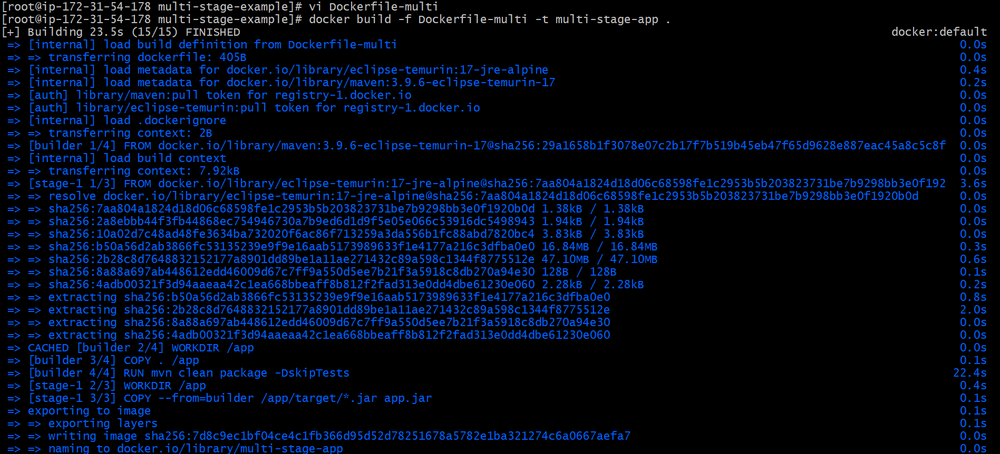 [root@ip-172-31-54-178 multi-stage-example]# vi Dockerfile-multi
[root@ip-172-31-54-178 multi-stage-example]# docker build -f Dockerfile-multi -t multi-stage-app .
[+] Building 23.5s (15/15) FINISHED docker:default
=> [internal] load build definition from Dockerfile-multi 0.0s
=> => transferring dockerfile: 405B 0.0s
=> [internal] load metadata for docker.io/library/eclipse-temurin:17-jre-alpine 0.4s
=> [internal] load metadata for docker.io/library/maven:3.9.6-eclipse-temurin-17 0.2s
=> [auth] library/maven:pull token for registry-1.docker.io 0.0s
=> [auth] library/eclipse-temurin:pull token for registry-1.docker.io 0.0s
=> [internal] load .dockerignore 0.0s
=> => transferring context: 2B 0.0s
=> [builder 1/4] FROM docker.io/library/maven:3.9.6-eclipse-temurin-17@sha256:29a1658b1f3078e07c2b17f7b519b45eb47f65d9628e887eac45a8c5c8f 0.0s
=> [internal] load build context 0.0s
=> => transferring context: 7.92kB 0.0s
=> [stage-1 1/3] FROM docker.io/library/eclipse-temurin:17-jre-alpine@sha256:7aa804a1824d18d06c68598fe1c2953b5b203823731be7b9298bb3e0f192 3.6s
=> => resolve docker.io/library/eclipse-temurin:17-jre-alpine@sha256:7aa804a1824d18d06c68598fe1c2953b5b203823731be7b9298bb3e0f1920b0d 0.0s
=> => sha256:7aa804a1824d18d06c68598fe1c2953b5b203823731be7b9298bb3e0f1920b0d 1.38kB / 1.38kB 0.0s
=> => sha256:2a8ebbb44f3fb44868ec754946730a7b9ed6d1d9f5e05e066c53916dc5498943 1.94kB / 1.94kB 0.0s
=> => sha256:10a02d7c48ad48fe3634ba732020f6ac86f713259a3da556b1fc88abd7820bc4 3.83kB / 3.83kB 0.0s
=> => sha256:b50a56d2ab3866fc53135239e9f9e16aab5173989633f1e4177a216c3dfba0e0 16.84MB / 16.84MB 0.3s
=> => sha256:2b28c8d7648832152177a8901dd89be1a11ae271432c89a598c1344f8775512e 47.10MB / 47.10MB 0.6s
=> => sha256:8a88a697ab448612edd46009d67c7ff9a550d5ee7b21f3a5918c8db270a94e30 128B / 128B 0.1s
=> => sha256:4adb00321f3d94aaeaa42c1ea668bbeaff8b812f2fad313e0dd4dbe61230e060 2.28kB / 2.28kB 0.2s
=> => extracting sha256:b50a56d2ab3866fc53135239e9f9e16aab5173989633f1e4177a216c3dfba0e0 0.8s
=> => extracting sha256:2b28c8d7648832152177a8901dd89be1a11ae271432c89a598c1344f8775512e 2.0s
=> => extracting sha256:8a88a697ab448612edd46009d67c7ff9a550d5ee7b21f3a5918c8db270a94e30 0.0s
=> => extracting sha256:4adb00321f3d94aaeaa42c1ea668bbeaff8b812f2fad313e0dd4dbe61230e060 0.0s
=> CACHED [builder 2/4] WORKDIR /app 0.0s
=> [builder 3/4] COPY . /app 0.1s
=> [builder 4/4] RUN mvn clean package -DskipTests 22.4s
=> [stage-1 2/3] WORKDIR /app 0.4s
=> [stage-1 3/3] COPY --from=builder /app/target/*.jar app.jar 0.1s
=> exporting to image 0.1s
=> => exporting layers 0.1s
=> => writing image sha256:7d8c9ec1bf04ce4c1fb366d95d52d78251678a5782e1ba321274c6a0667aefa7 0.0s
=> => naming to docker.io/library/multi-stage-app 0.0s